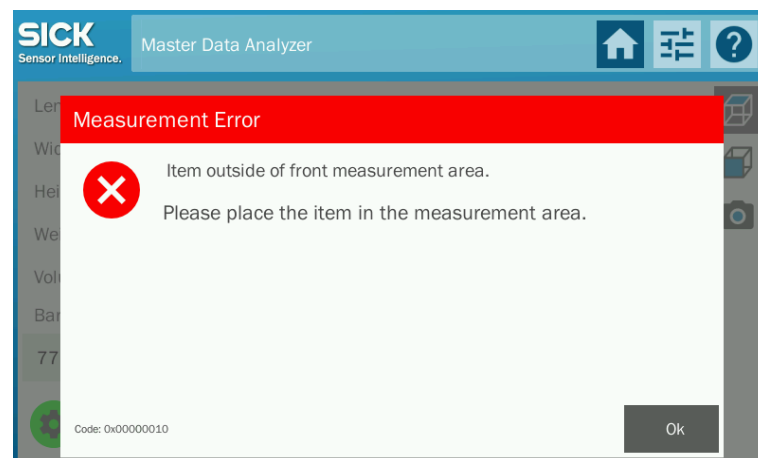 SICK
Sensor Intelligence.
Master Data Analyzer
?
Measurement Error
Item outside of front measurement area.
Please place the item in the measurement area.
77
Code: 0x00000010
Ok